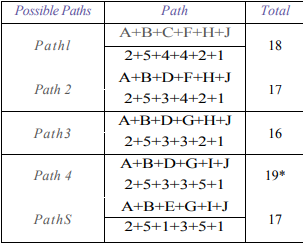 Possible Paths Path Total
A+B+C+F+H+J
Path1 18
2+5+4+4+2+1
A+B+D+F+H+J
Path 2 17
2+5+3+4+2+1
A+B+D+G+H+J
Path3 16
2+5+3+3+2+1
A+B+D+G+I+J
Path 4 19*
2+5+3+3+5+1
A+B+E+G+I+J
PathS 17
2+5+1+3+5+1